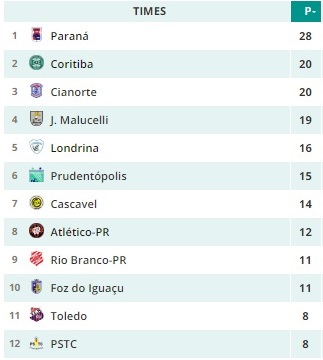 TIMES P-
1 Paraná 28
2 Coritiba 20
3 Cianorte 20
4 J. Malucelli 19
5 Londrina 16
6 Prudentópolis 15
7 Cascavel 14
8 Atlético-PR 12
9 Rio Branco-PR 11
10 Foz do Iguaçu 11
11 Toledo 8
12 PSTC 8